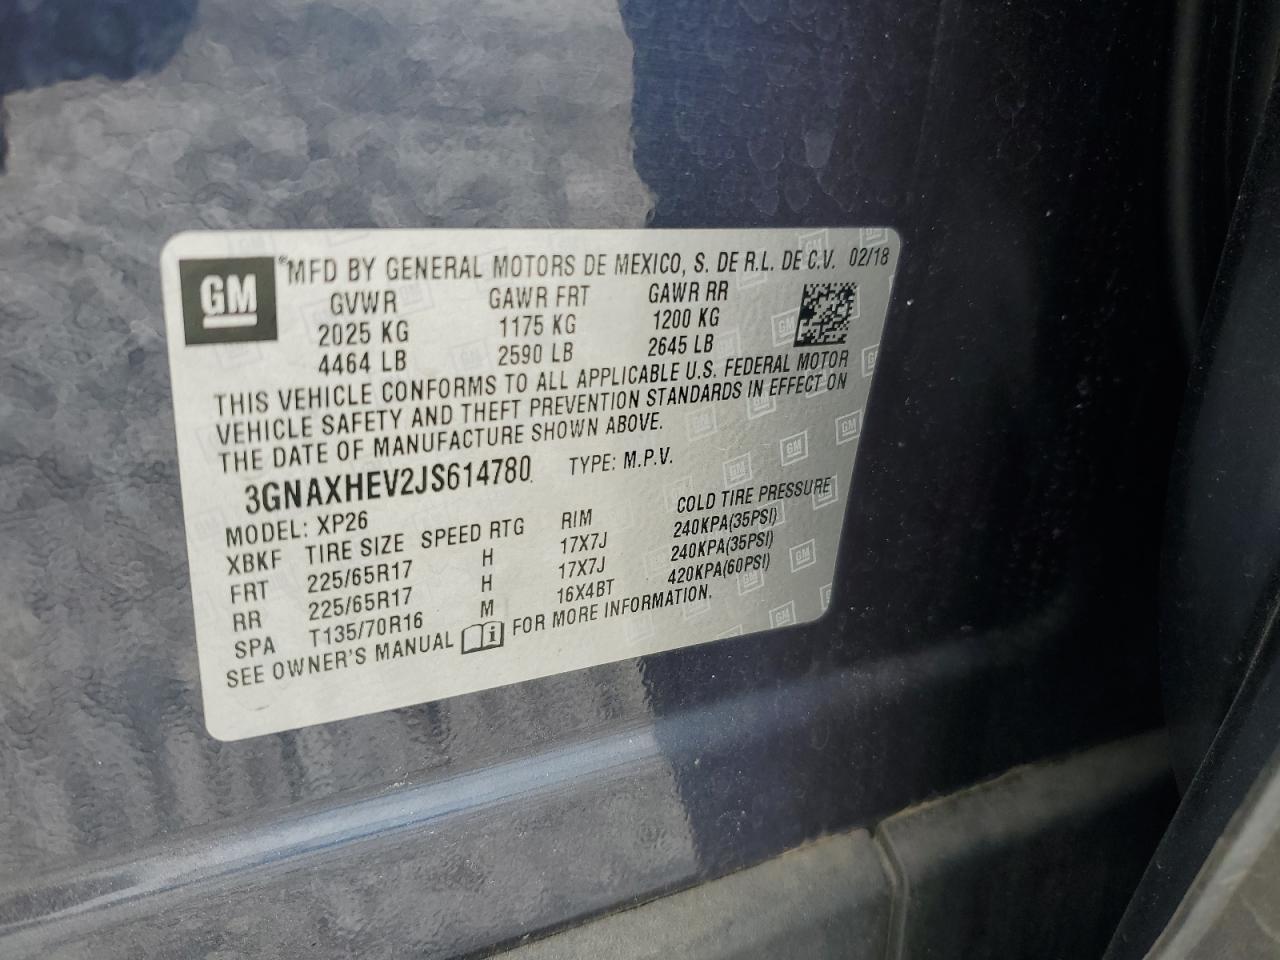 GM
®MFD BY GENERAL MOTORS DE MEXICO, S. DE R.L. DE C.V. 02/18
GVWR GAWR FRT GAWR RR
2025 KG 1175 KG 1200 KG
4464 LB 2590 LB 2645 LB
THIS VEHICLE CONFORMS TO ALL APPLICABLE U.S. FEDERAL MOTOR
VEHICLE SAFETY AND THEFT PREVENTION STANDARDS IN EFFECT ON
THE DATE OF MANUFACTURE SHOWN ABOVE.
3GNAXHEV2JS614780 TYPE: M.P.V.
MODEL: XP26
XBKF TIRE SIZE SPEED RTG RIM COLD TIRE PRESSURE
FRT 225/65R17 H 17X7J 240KPA(35PSI)
RR 225/65R17 H 17X7J 240KPA(35PSI)
SPA T135/70R16 M 16X4BT 420KPA(60PSI)
SEE OWNER'S MANUAL FOR MORE INFORMATION.